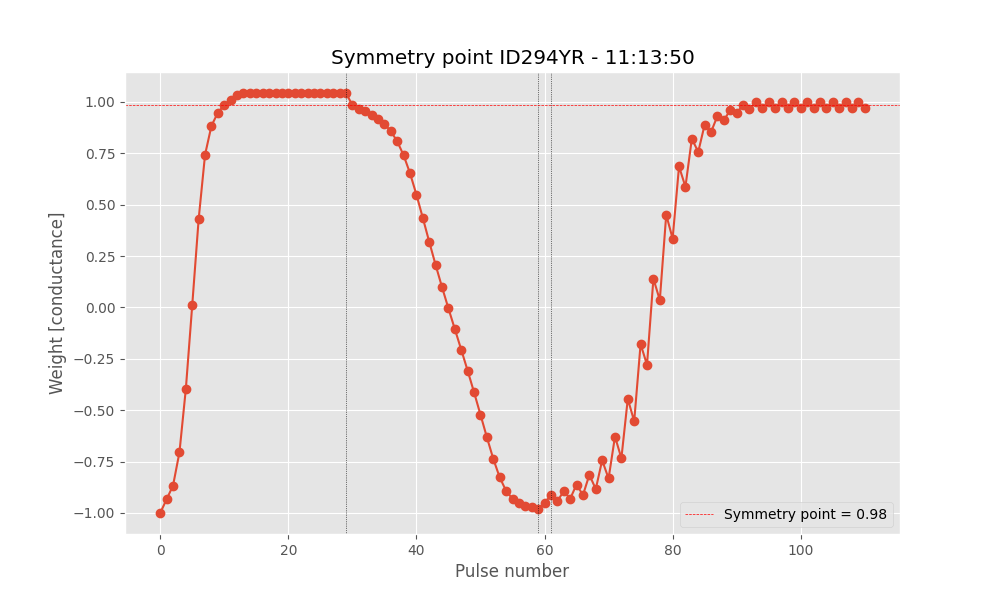 Symmetry point ID294YR - 11:13:50
Weight [conductance]
1.00
0.75
0.50
0.25
0.00
−0.25
−0.50
−0.75
−1.00
Symmetry point = 0.98
0 20 40 60 80 100
Pulse number